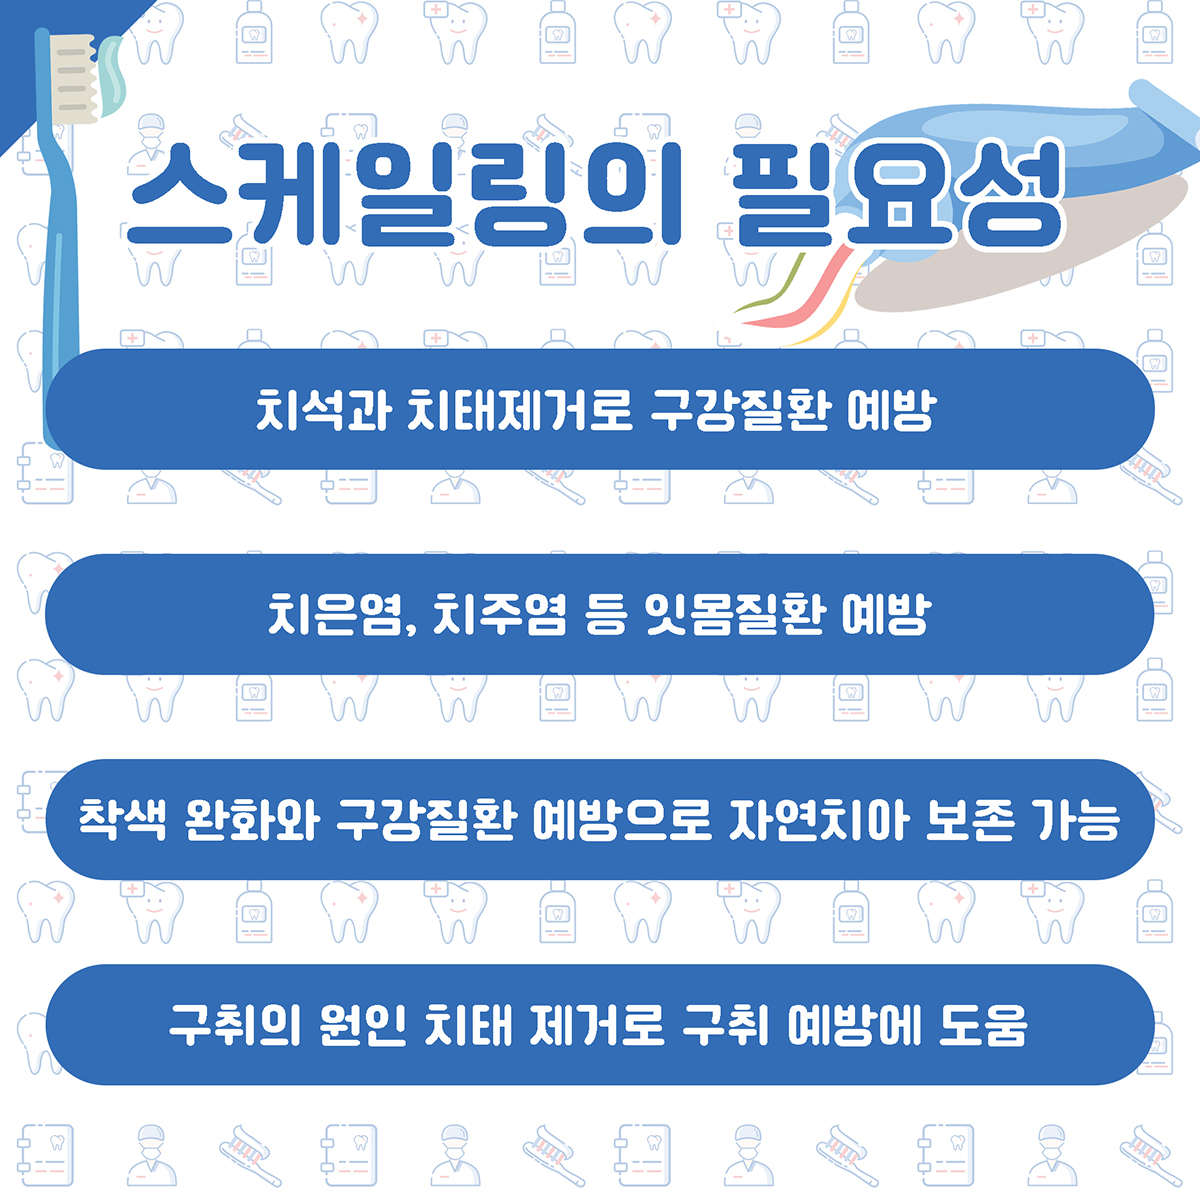 스케일링의 필요성
치석과 치태제거로 구강질환 예방
치은염, 치주염 등 잇몸질환 예방
착색 완화와 구강질환 예방으로 자연치아 보존 가능
구취의 원인 치태 제거로 구취 예방에 도움